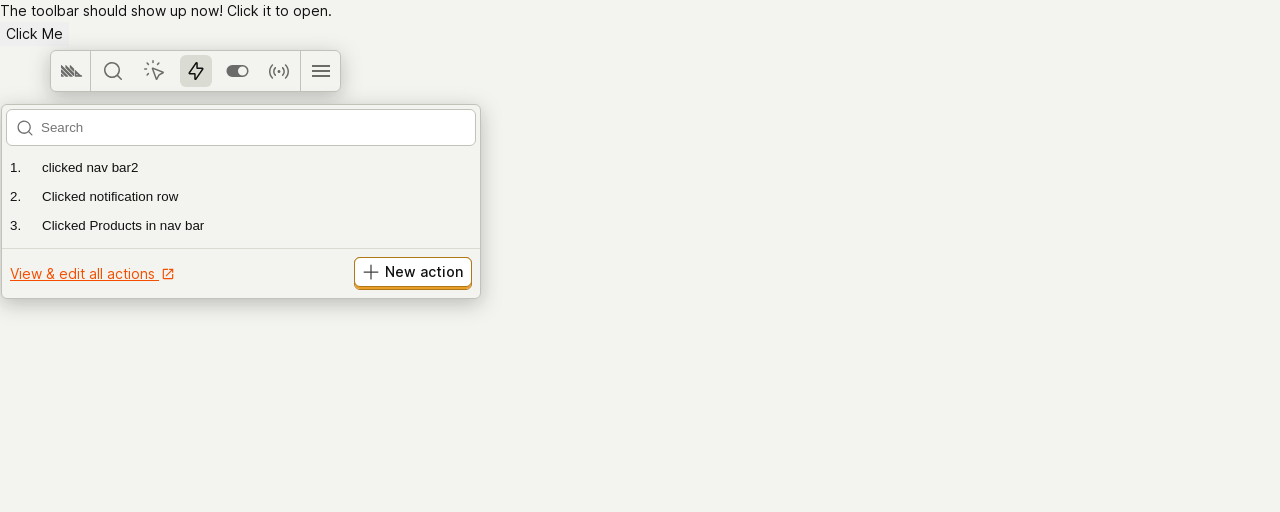 The toolbar should show up now! Click it to open.
Click Me
Search
1. clicked nav bar2
2. Clicked notification row
3. Clicked Products in nav bar
View & edit all actions
New action